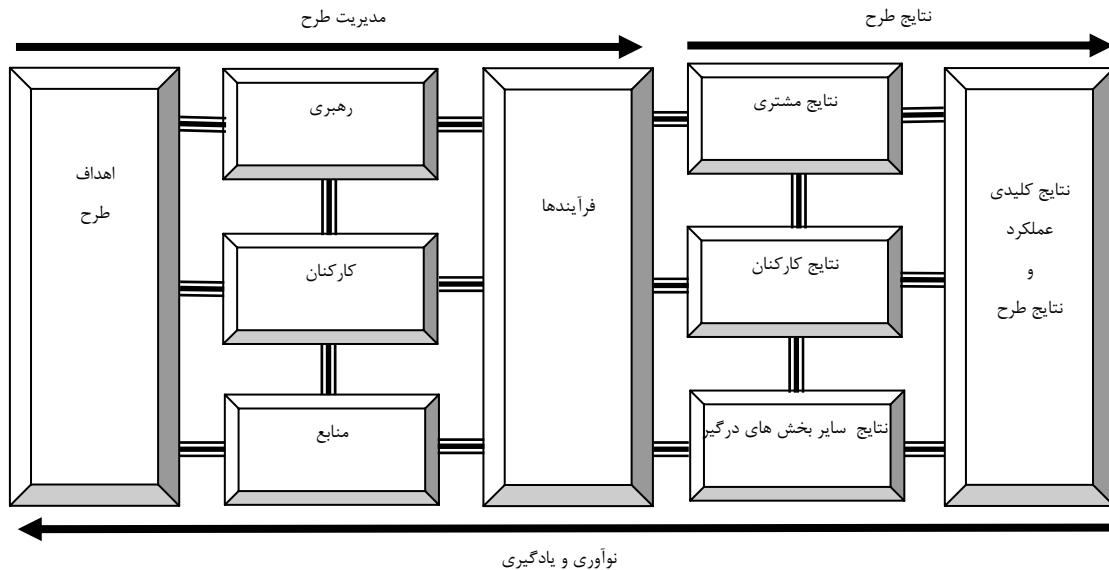 مدیریت طرح
نتایج طرح
اهداف
طرح
رهبری
کارکنان
منابع
فرآیندها
نتایج مشتری
نتایج کارکنان
نتایج سایر بخش های درگیر
نتایج کلیدی
عملکرد
و
نتایج طرح
نوآوری و یادگیری